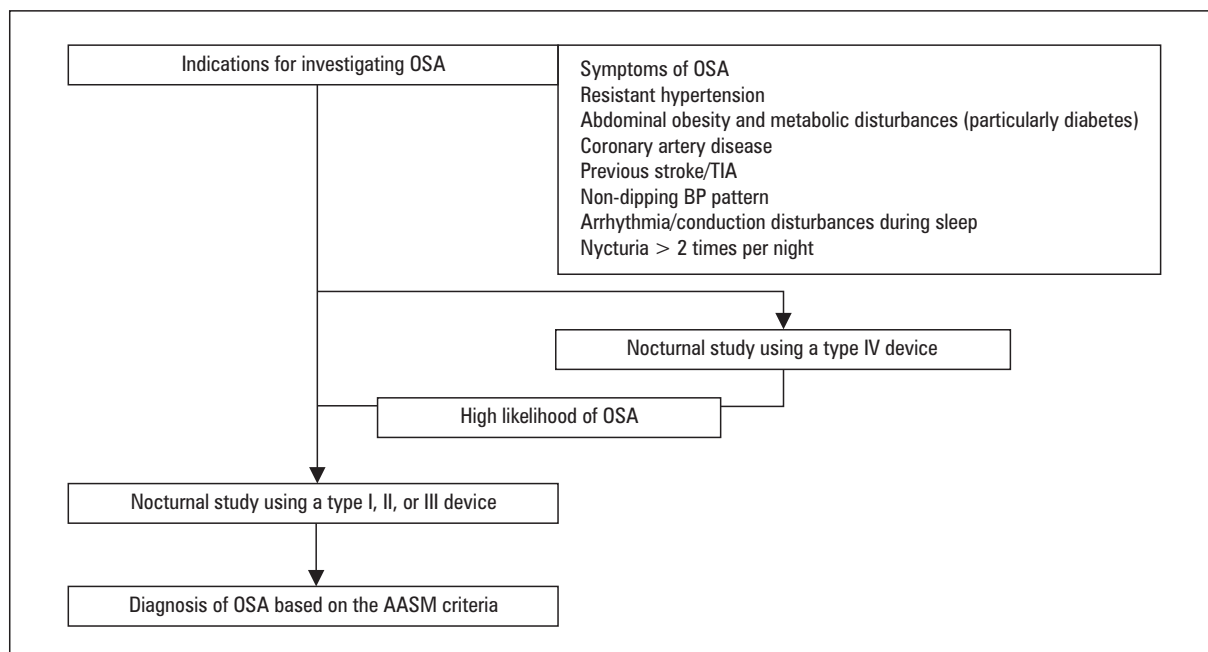 Indications for investigating OSA
Symptoms of OSA
Resistant hypertension
Abdominal obesity and metabolic disturbances (particularly diabetes)
Coronary artery disease
Previous stroke/TIA
Non-dipping BP pattern
Arrhythmia/conduction disturbances during sleep
Nycturia > 2 times per night
Nocturnal study using a type IV device
High likelihood of OSA
Nocturnal study using a type I, II, or III device
Diagnosis of OSA based on the AASM criteria